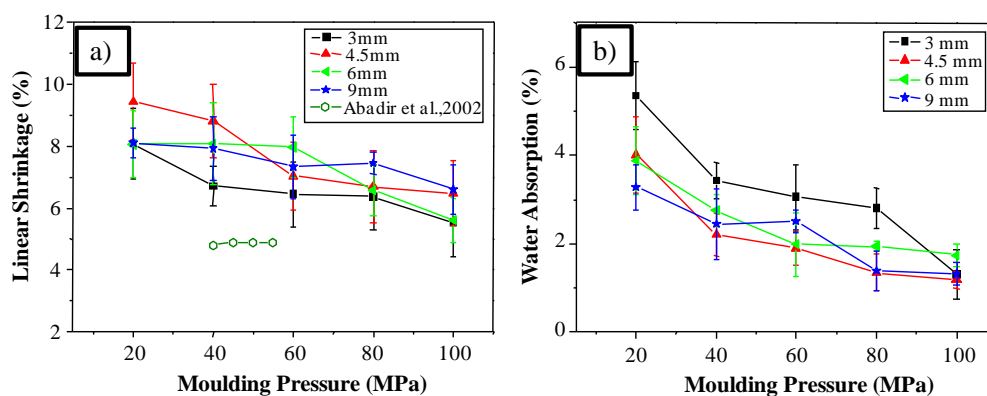 a)
3mm
4.5mm
6mm
9mm
Abadir et al.,2002
Linear Shrinkage (%)
12
10
8
6
4
2
20 40 60 80 100
Moulding Pressure (MPa)
b)
3 mm
4.5 mm
6 mm
9 mm
Water Absorption (%)
6
4
2
0
20 40 60 80 100
Moulding Pressure (MPa)